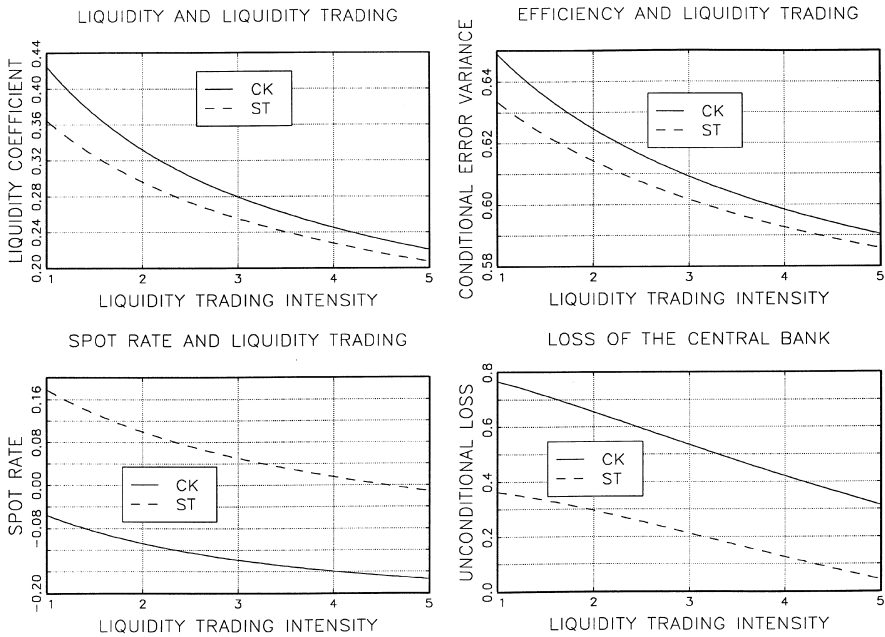 LIQUIDITY AND LIQUIDITY TRADING
LIQUIDITY COEFFICIENT
0.44
0.40
0.36
0.32
0.28
0.24
0.20
CK
ST
1 2 3 4 5
LIQUIDITY TRADING INTENSITY
EFFICIENCY AND LIQUIDITY TRADING
CONDITIONAL ERROR VARIANCE
0.64
0.62
0.60
0.58
CK
ST
1 2 3 4 5
LIQUIDITY TRADING INTENSITY
SPOT RATE AND LIQUIDITY TRADING
SPOT RATE
0.16
0.08
0.00
-0.08
-0.20
CK
ST
1 2 3 4 5
LIQUIDITY TRADING INTENSITY
LOSS OF THE CENTRAL BANK
UNCONDITIONAL LOSS
0.8
0.6
0.4
0.2
0.0
CK
ST
1 2 3 4 5
LIQUIDITY TRADING INTENSITY